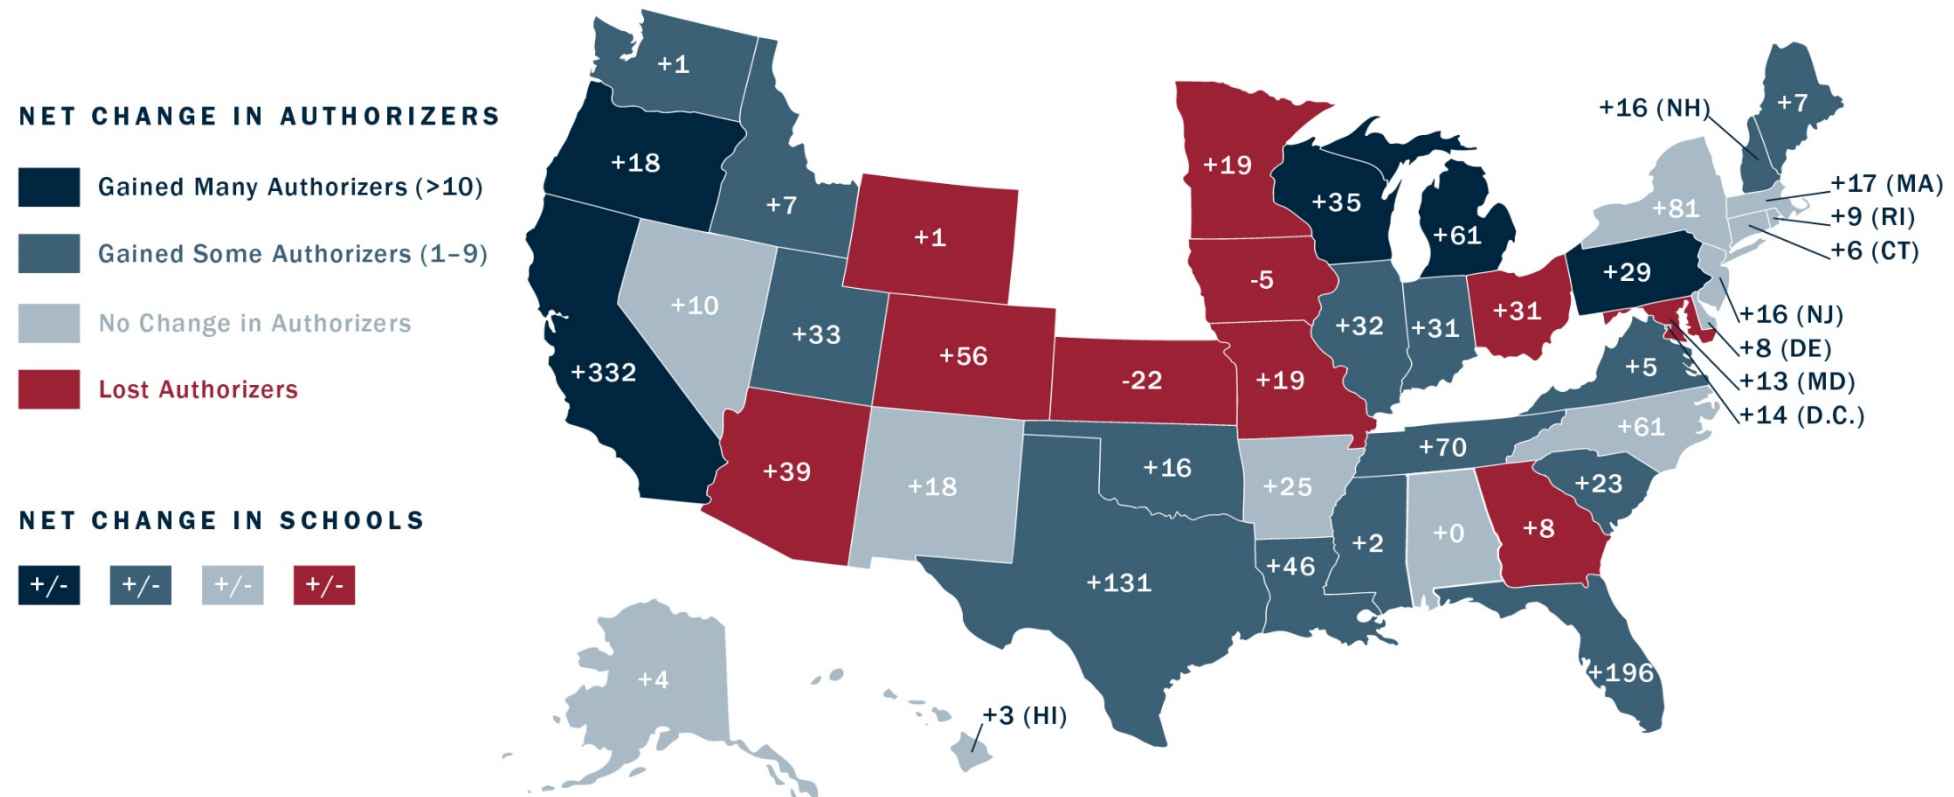 NET CHANGE IN AUTHORIZERS
Gained Many Authorizers (>10)
Gained Some Authorizers (1–9)
No Change in Authorizers
Lost Authorizers
NET CHANGE IN SCHOOLS
+/-
+/-
+/-
+/-
+1
+18
+7
+1
+332
+10
+33
+56
+39
+18
-22
+16
+131
+19
-5
+19
+25
+46
+35
+61
+32
+31
+31
+70
+2
+0
+8
+196
+23
+61
+5
+29
+81
+7
+16 (NH)
+17 (MA)
+9 (RI)
+6 (CT)
+16 (NJ)
+8 (DE)
+13 (MD)
+14 (D.C.)
+4
+3 (HI)